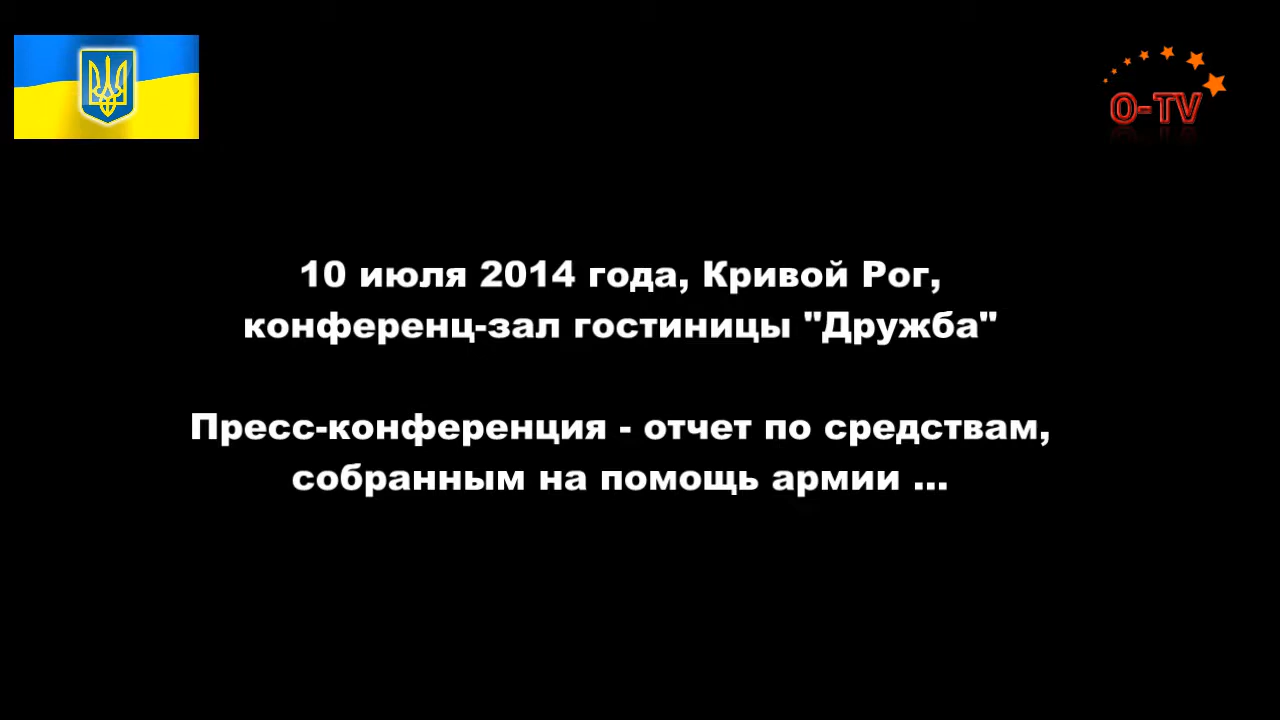 O-TV
10 июля 2014 года, Кривой Рог,
конференц-зал гостиницы "Дружба"
Пресс-конференция - отчет по средствам,
собранным на помощь армии ...